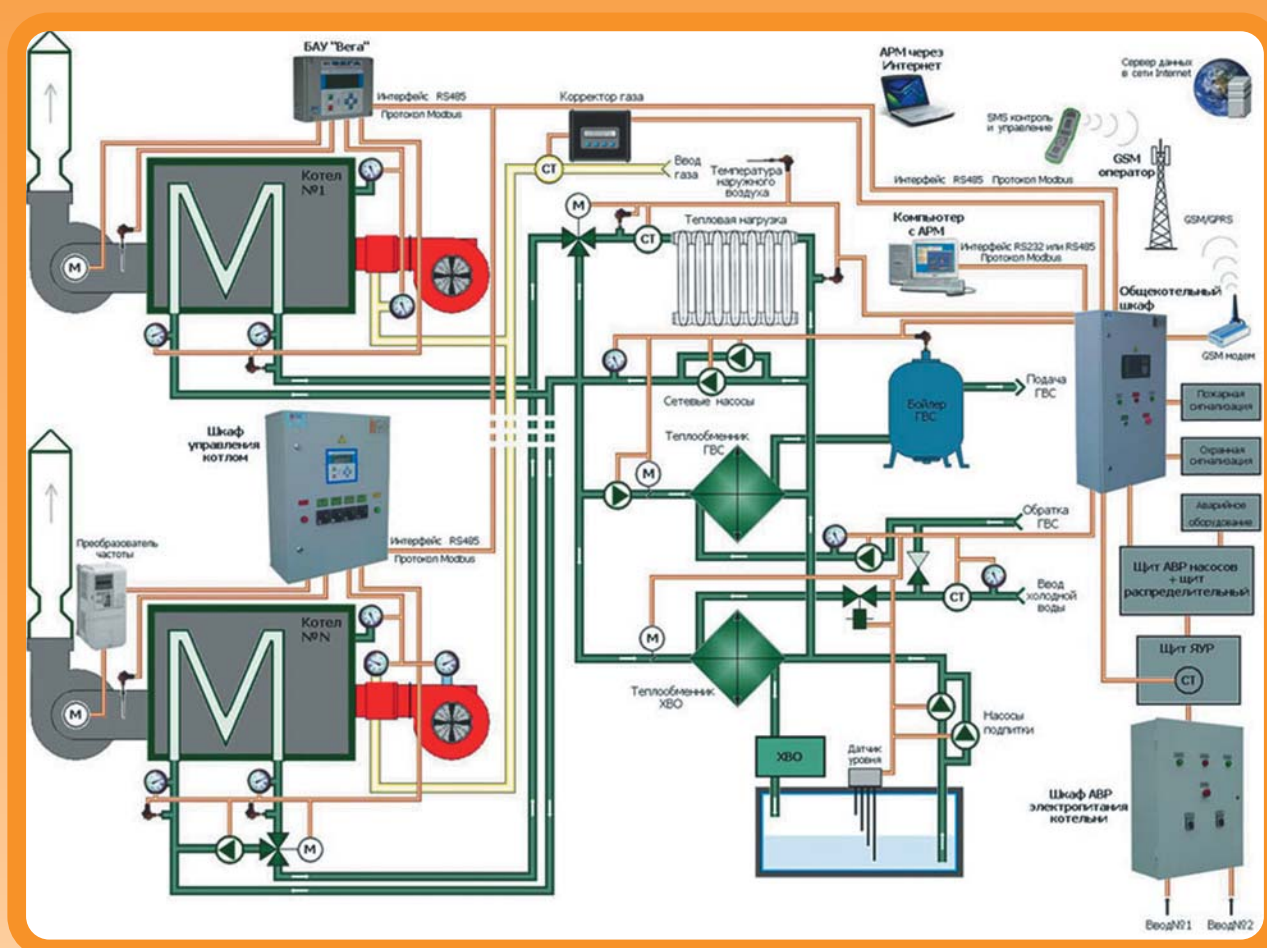 БАУ "Вега"
ВЕГА
Интерфейс RS485
Протокол Modbus
Корректор газа
АРМ через
Интернет
Сервер данных
в сети Internet
SMS контроль
и управление
GSM
оператор
GSM/GPRS
Котел
№1
СТ
Ввод
газа
Температура
наружного
воздуха
Интерфейс RS485 Протокол Modbus
М
СТ
Тепловая нагрузка
Компьютер
с АРМ
Интерфейс RS232 или RS485
Протокол Modbus
М
Общекотельный
шкаф
GSM модем
Сетевые насосы
Бойлер
ГВС
Подача
ГВС
Пожарная
сигнализация
Шкаф
управления
котлом
Теплообменник
ГВС
М
Охранная
сигнализация
Обратка
ГВС
Аварийное
оборудование
Преобразователь
частоты
Интерфейс RS485
Протокол Modbus
Щит АВР насосов
+ щит
распределительный
Ввод
холодной
воды
СТ
Котел
№N
М
Щит ЯУР
СТ
М
Теплообменник
ХВО
Насосы
подпитки
ХВО
Датчик
уровня
Шкаф АВР
электропитания
котельни
М
Ввод№1
Ввод№2